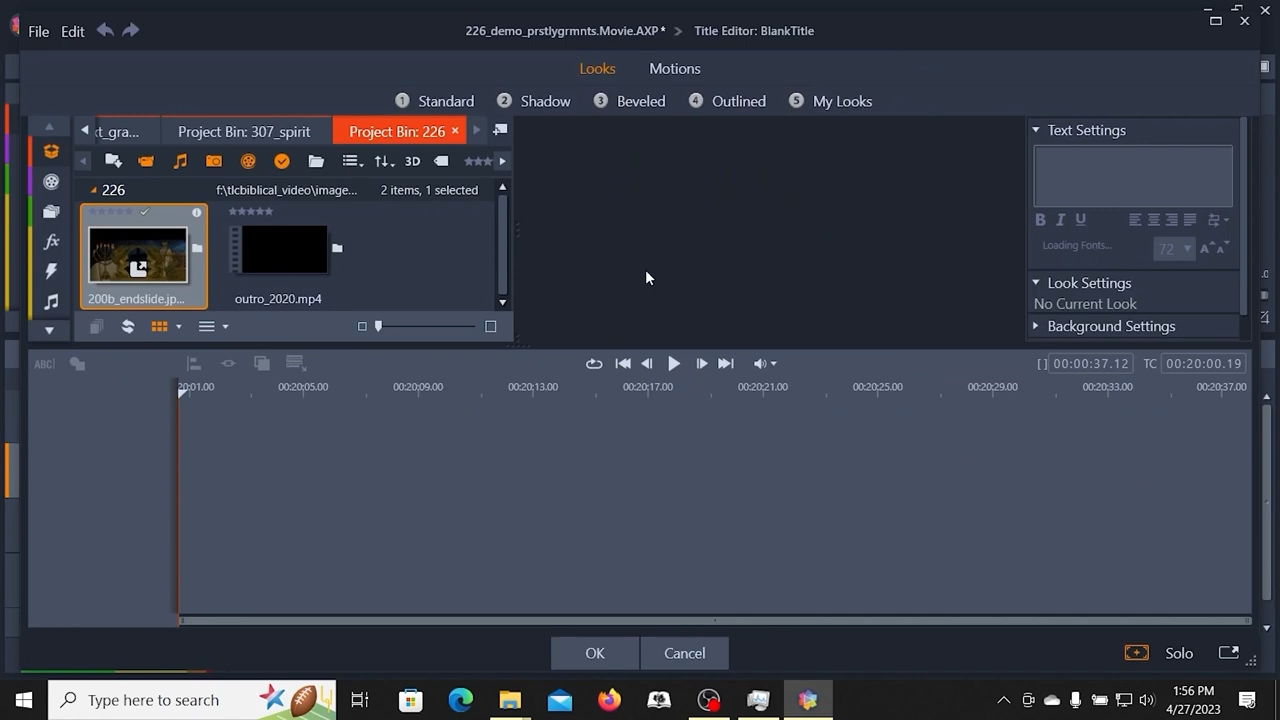 File Edit 226_demo_prstlygrmnts.Movie.AXP * > Title Editor: BlankTitle
Looks Motions
1 Standard 2 Shadow 3 Beveled 4 Outlined 5 My Looks
xt_gra... Project Bin: 307_spirit Project Bin: 226 × Text Settings
3D
226 f:\tlcbiblical_video\image... 2 items, 1 selected
B I U
Loading Fonts... 72
Look Settings
200b_endslide.jp... outro_2020.mp4 No Current Look
Background Settings
ABC [ ] 00:00:37.12 TC 00:20:00.19
20:01.00 00:20:05.00 00:20:09.00 00:20:13.00 00:20:17.00 00:20:21.00 00:20:25.00 00:20:29.00 00:20:33.00 00:20:37.00
OK Cancel Solo
Type here to search 1:56 PM
4/27/2023